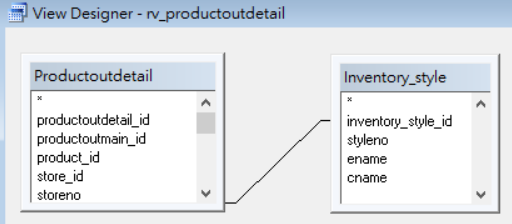 View Designer - rv_productoutdetail
Productoutdetail
*
productoutdetail_id
productoutmain_id
product_id
store_id
storeno
Inventory_style
*
inventory_style_id
styleno
ename
cname